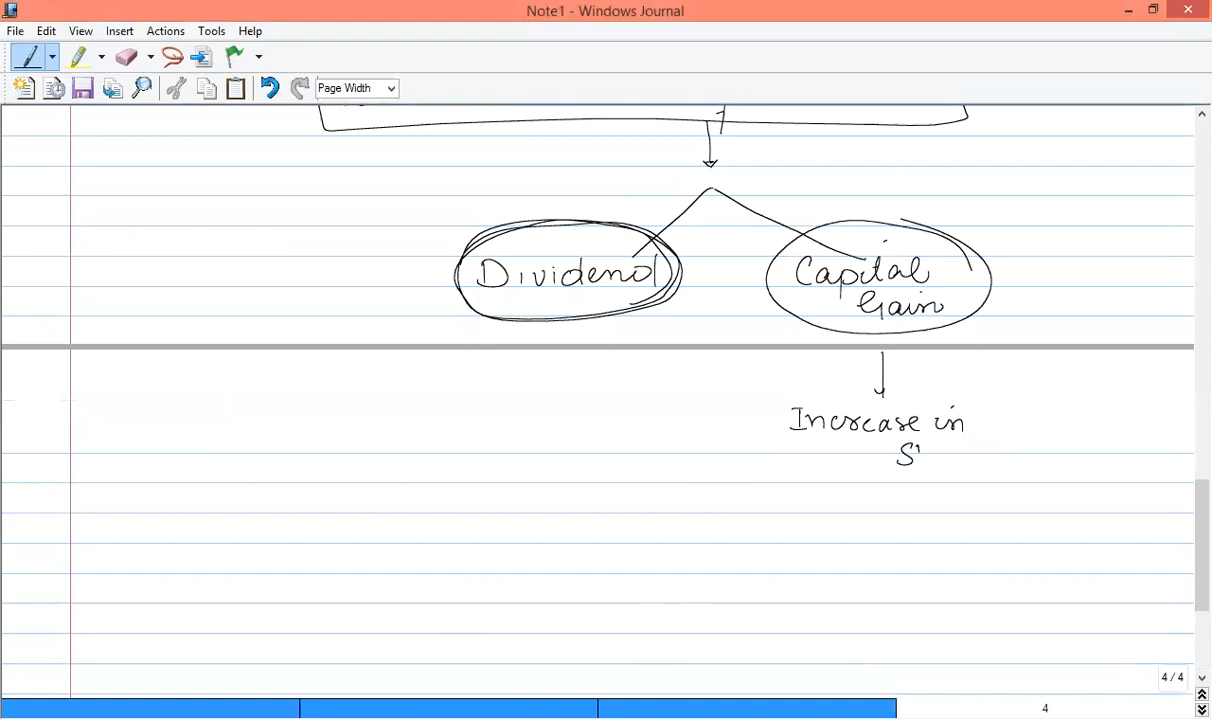 Note1 - Windows Journal
File Edit View Insert Actions Tools Help
Page Width
Dividend
Capital
Gain
Increase in
S
4 / 4
4